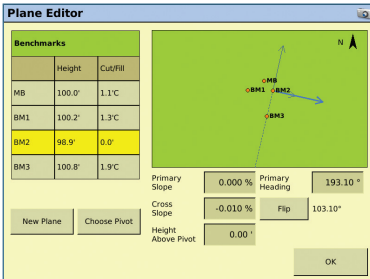 Plane Editor
Benchmarks
Height Cut/Fill
MB 100.0' 1.1'C
BM1 100.2' 1.3'C
BM2 98.9' 0.0'
BM3 100.8' 1.9'C
New Plane Choose Pivot
N
MB
BM1 BM2
BM3
Primary Slope 0.000 % Primary Heading 193.10 °
Cross Slope -0.010 % Flip 103.10°
Height Above Pivot 0.00 '
OK